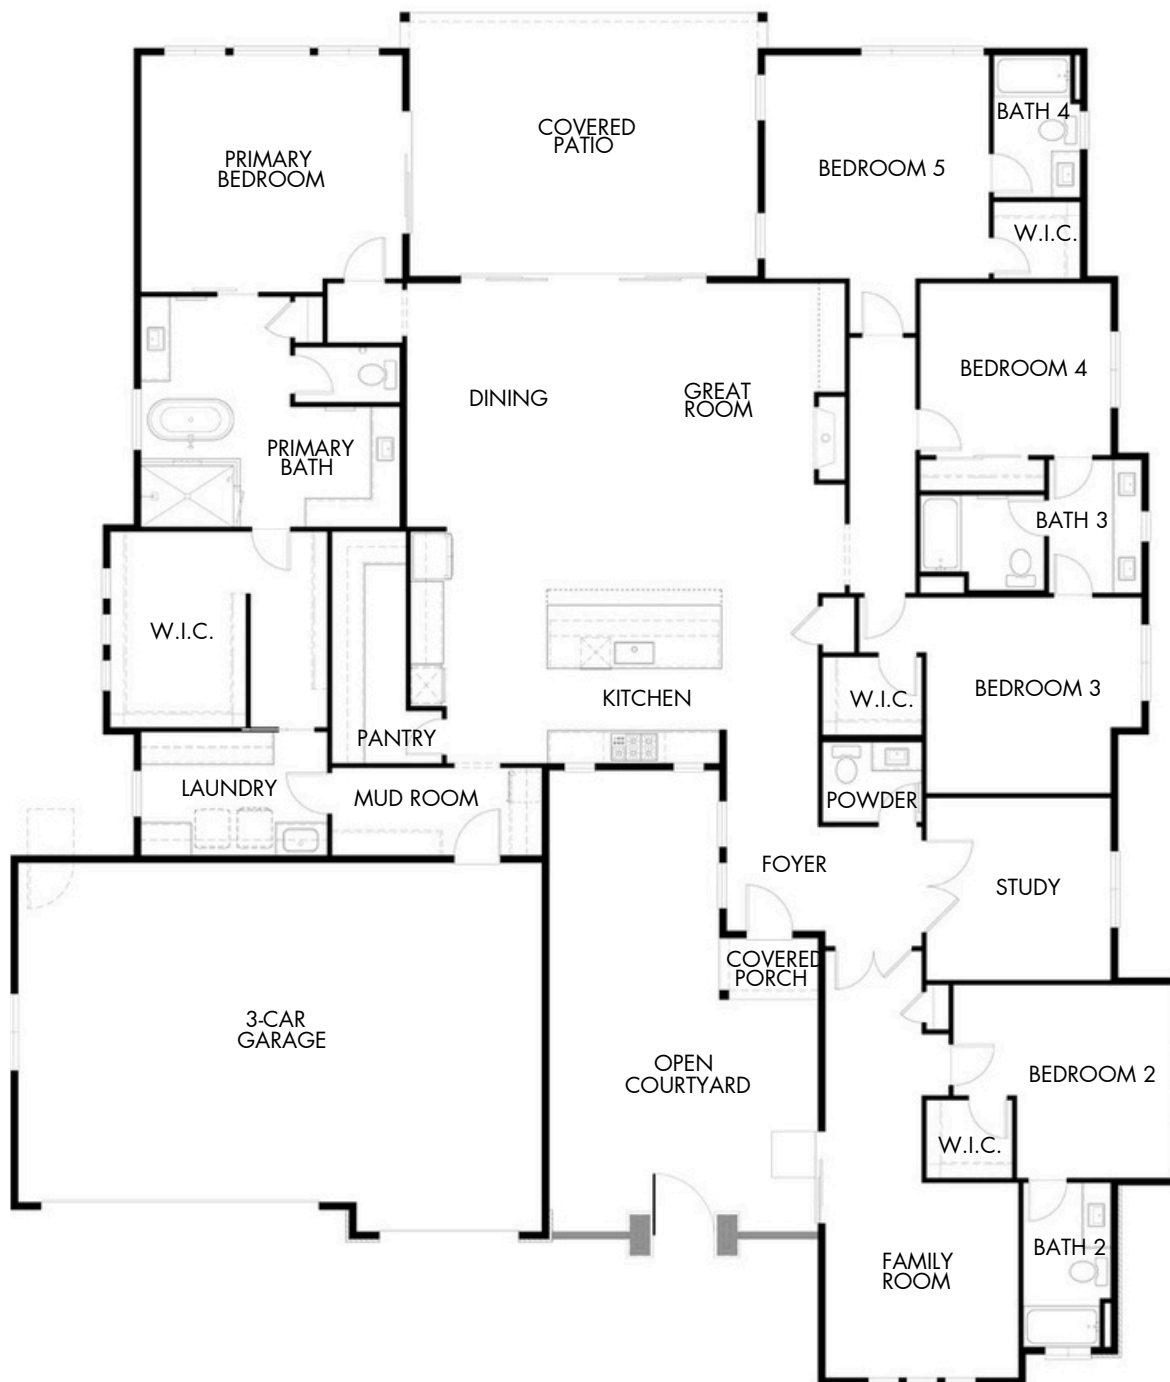 COVERED
PATIO
BATH 4
PRIMARY
BEDROOM
BEDROOM 5
W.I.C.
BEDROOM 4
DINING
GREAT
ROOM
PRIMARY
BATH
BATH 3
W.I.C.
BEDROOM 3
KITCHEN
W.I.C.
PANTRY
LAUNDRY
MUD ROOM
POWDER
FOYER
STUDY
COVERED
PORCH
3-CAR
GARAGE
OPEN
COURTYARD
BEDROOM 2
W.I.C.
BATH 2
FAMILY
ROOM